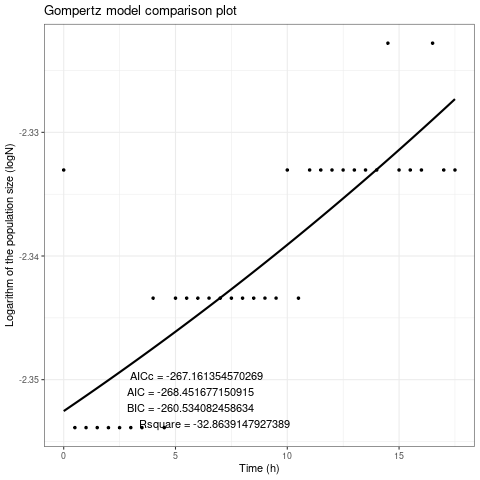 Gompertz model comparison plot
Logarithm of the population size (logN)
-2.33
-2.34
-2.35
AICc = -267.161354570269
AIC = -268.451677150915
BIC = -260.534082458634
Rsquare = -32.8639147927389
0 5 10 15
Time (h)